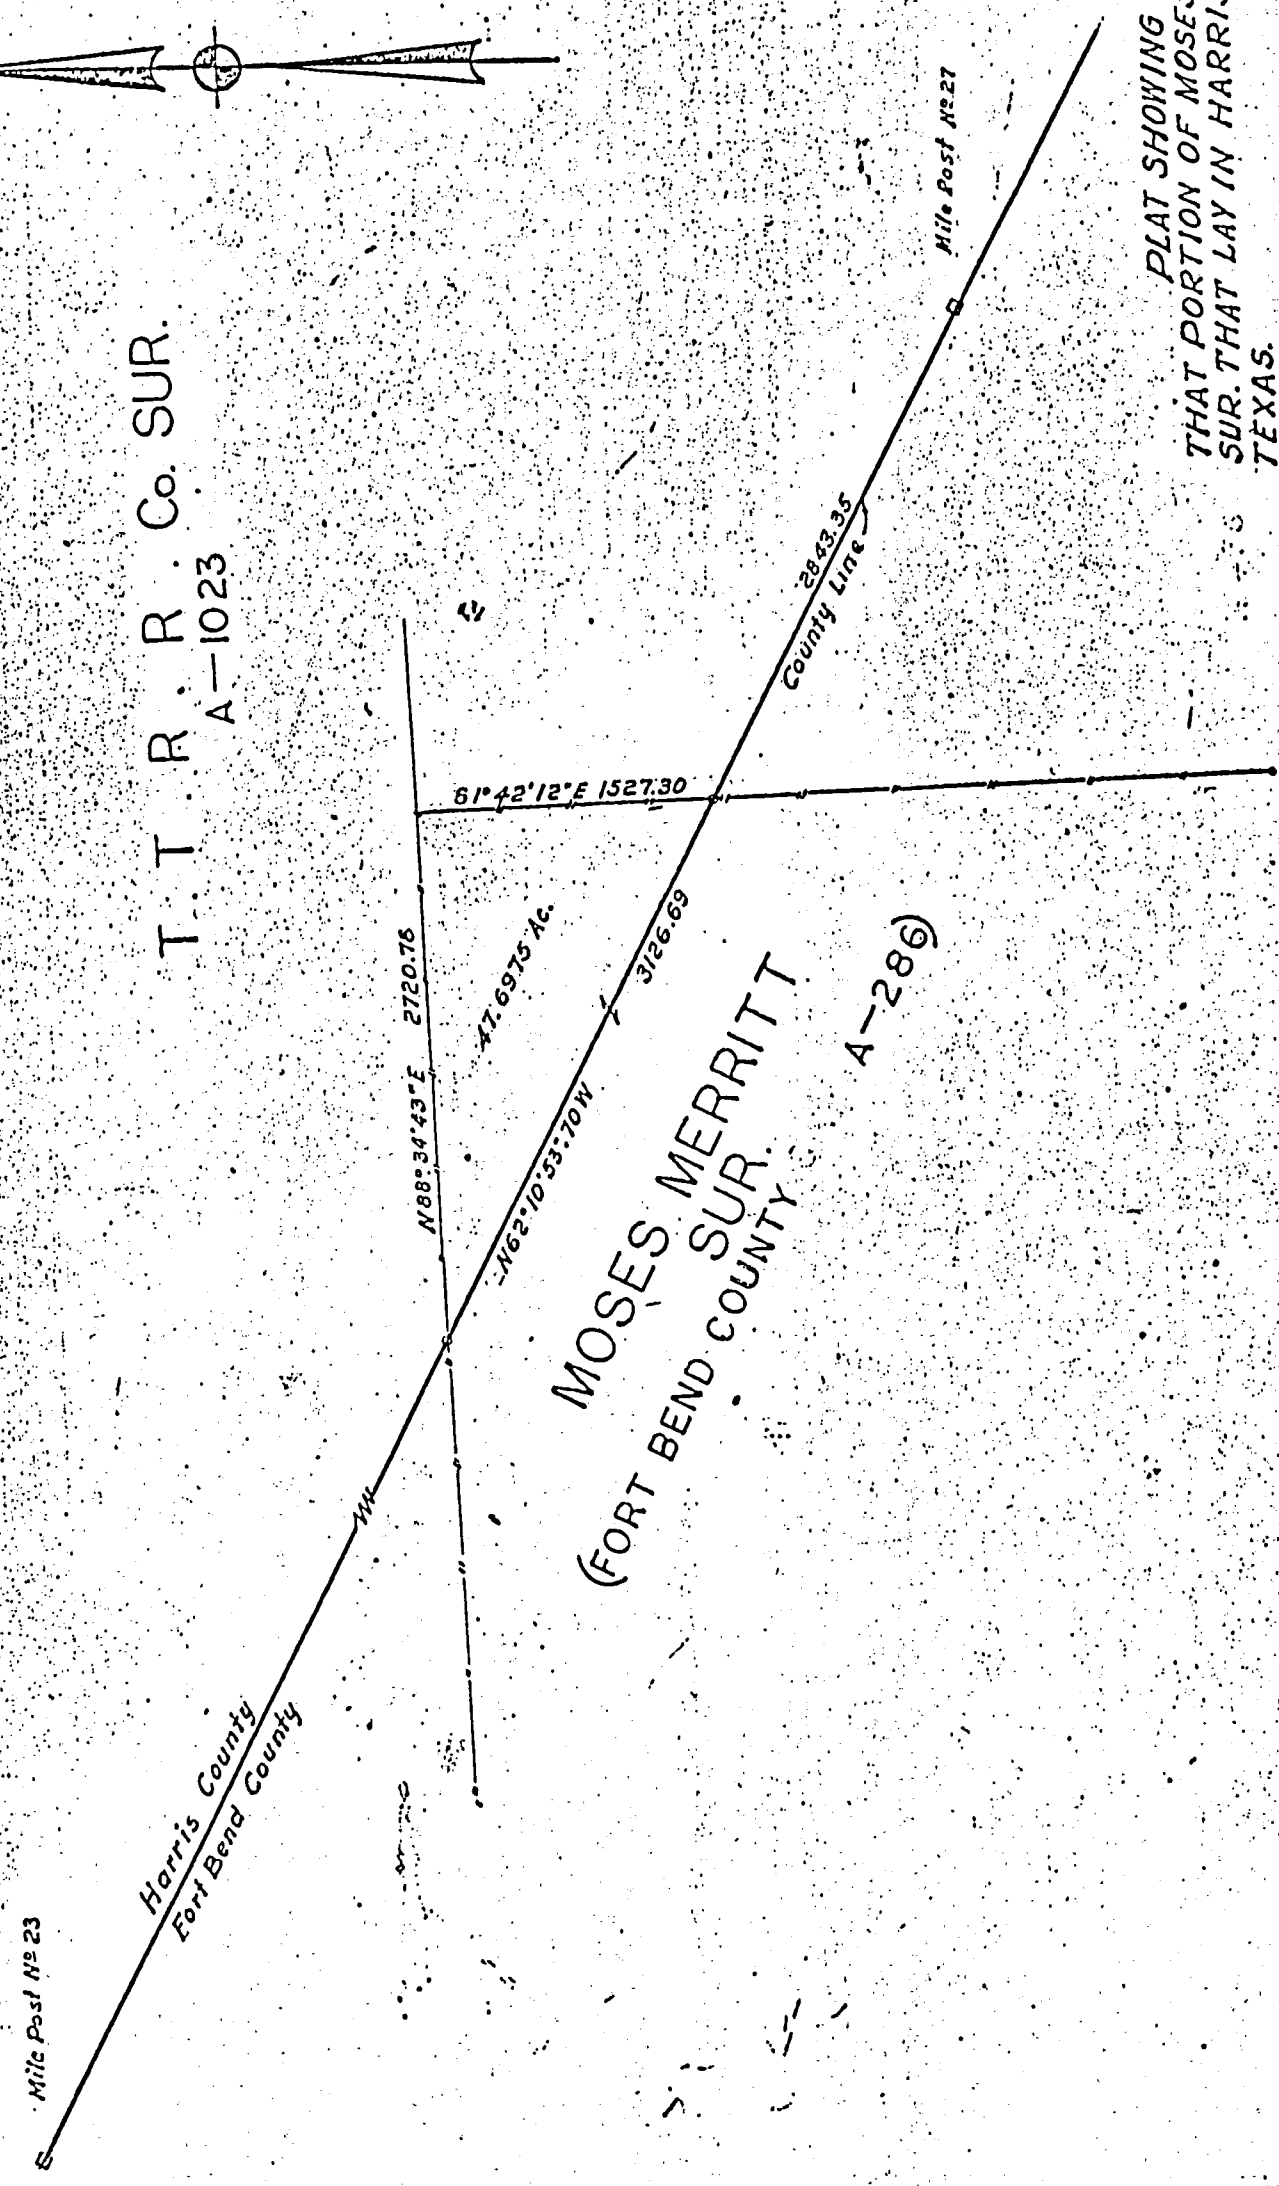 T. T. R. R. Co. SUR.
A-1023
Mile Post Nº 23
Harris County
Fort Bend County
N88°34'43"E 2720.78
47.6975 Ac.
61°42'12"E 1527.30
N62°10'53.70W
3126.69
2843.35
County Line
Mile Post Nº 27
MOSES MERRITT
SUR.
(FORT BEND COUNTY A-286)
PLAT SHOWING
THAT PORTION OF MOSES
SUR. THAT LAY IN HARRIS
TEXAS.